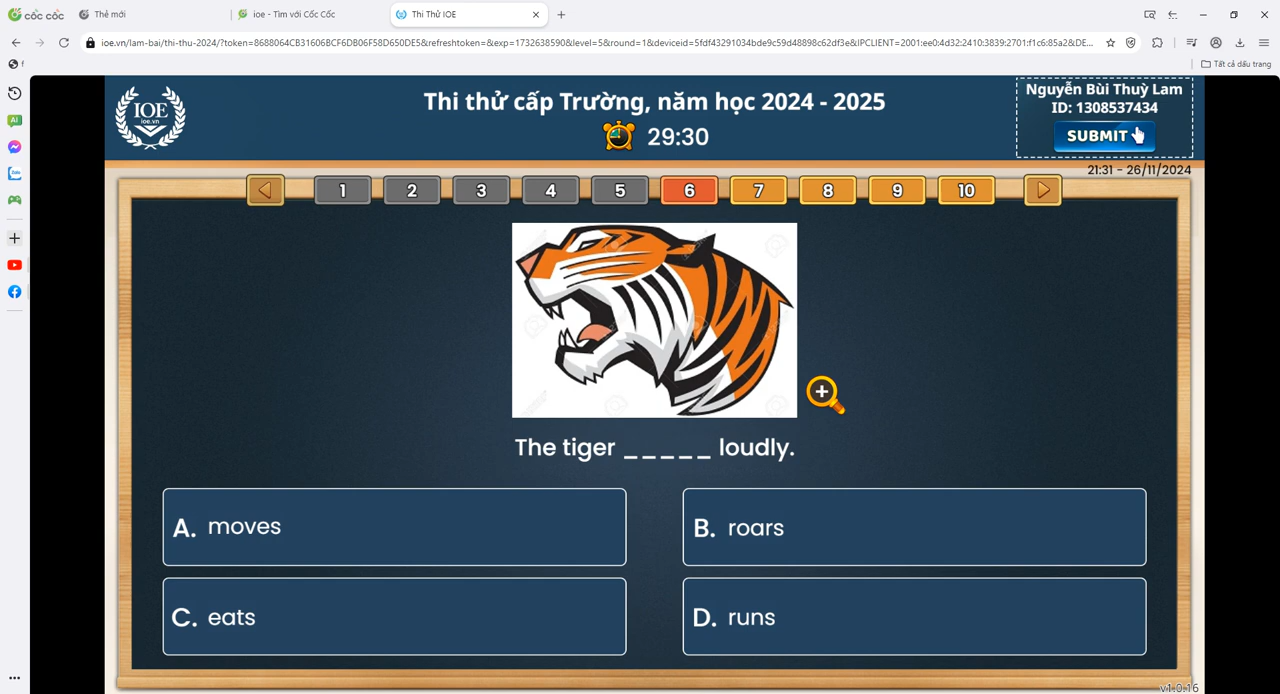 cốc cốc
Thẻ mới
ioe - Tìm với Cốc Cốc
Thi Thử IOE
ioe.vn/lam-bai/thi-thu-2024/?token=8688064CB31606BCF6DB06F58D650DE5&refreshtoken=&exp=1732638590&level=5&round=1&deviceid=5fdf43291034bde9c59d48898c62df3e&IPCLIENT=2001:ee0:4d32:2410:3839:2701:f1c6:85a2&DE...
f
Tất cả dấu trang
IOE
ioe.vn
Thi thử cấp Trường, năm học 2024 - 2025
29:30
Nguyễn Bùi Thuỳ Lam
ID: 1308537434
SUBMIT
21:31 - 26/11/2024
1 2 3 4 5 6 7 8 9 10
The tiger _____ loudly.
A. moves
B. roars
C. eats
D. runs
v1.0.16